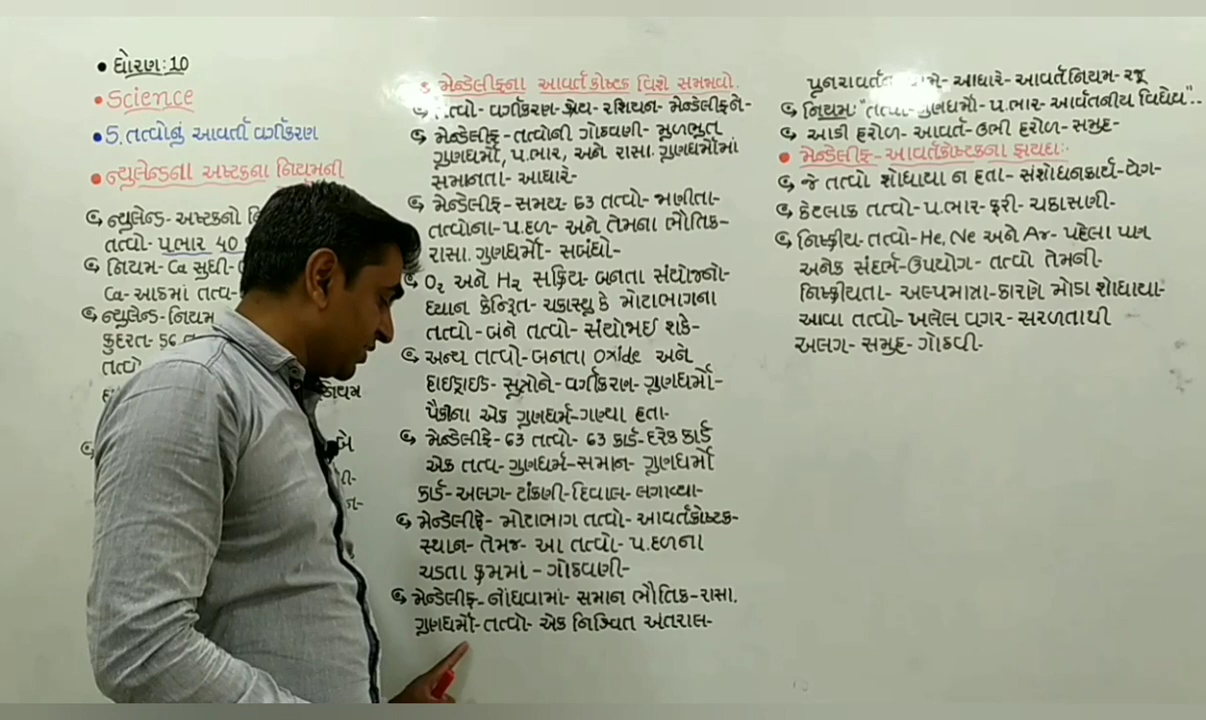 • ધોરણ:10
• Science
• 5. તત્વોનું આવર્તી વર્ગીકરણ
• ન્યુલેન્ડના અષ્ટકના નિયમની
ન્યુલેન્ડ-અષ્ટકનો
તત્વો- પ.ભાર 40
નિયમ-Ca સુધી-
Ca-આઠમાં તત્વ-
ન્યુલેન્ડ-નિયમ
કુદરત-56
તત્વો
મેન્ડેલીફના આવર્ત કોષ્ટક વિશે સમજાવો.
તત્વો- વર્ગીકરણ-શ્રેય-રશિયન-મેન્ડેલીફને-
મેન્ડેલીફ-તત્વોની ગોઠવણી-મૂળભૂત
ગુણધર્મો, પ.ભાર, અને રાસા. ગુણધર્મોમાં
સમાનતા-આધારે-
મેન્ડેલીફ-સમય-63 તત્વો-જાણીતા-
તત્વોના-પ.દળ-અને તેમના ભૌતિક-
રાસા.ગુણધર્મો-સબંધો-
O₂ અને H₂ સક્રિય-બનતા સંયોજનો-
ધ્યાન કેન્દ્રિત-ચકાસ્યુ કે મોટાભાગના
તત્વો-બંને તત્વો-સંયોજાઈ શકે-
અન્ય તત્વો-બનતા Oxide અને
હાઈડ્રાઈડ-સૂત્રોને-વર્ગીકરણ-ગુણધર્મો-
પૈકીના એક ગુણધર્મ-ગણ્યા હતા-
મેન્ડેલીફે-63 તત્વો-63 કાર્ડ-દરેક કાર્ડ
એક તત્વ-ગુણધર્મ-સમાન-ગુણધર્મો
કાર્ડ-અલગ-ટાંકણી-દિવાલ-લગાવ્યા-
મેન્ડેલીફે-મોટાભાગ તત્વો-આવર્તકોષ્ટક-
સ્થાન-તેમજ-આ તત્વો-પ.દળના
ચડતા ક્રમમાં-ગોઠવણી-
મેન્ડેલીફ-નોંધવામાં-સમાન ભૌતિક-રાસા.
ગુણધર્મો-તત્વો-એક નિશ્ચિત અંતરાલ-
પુનરાવર્તન આધારે-આવર્તનિયમ-રજૂ
નિયમ: "તત્વો-ગુણધર્મો-પ.ભાર-આર્વતનીય વિધેય"..
આડી હરોળ-આવર્ત-ઉભી હરોળ-સમૂહ-
• મેન્ડેલીફ-આવર્તકોષ્ટકના ફાયદા:
જે તત્વો શોધાયા ન હતા-સંશોધનકાર્ય-વેગ-
કેટલાક તત્વો-પ.ભાર-ફરી-ચકાસણી-
નિષ્ક્રીય-તત્વો-He, Ne અને Ar-પહેલા પણ
અનેક સંદર્ભ-ઉપયોગ-તત્વો તેમની-
નિષ્ક્રીયતા-અલ્પમાત્રા-કારણે મોડા શોધાયા-
આવા તત્વો-ખલેલ વગર-સરળતાથી
અલગ-સમૂહ-ગોઠવી-